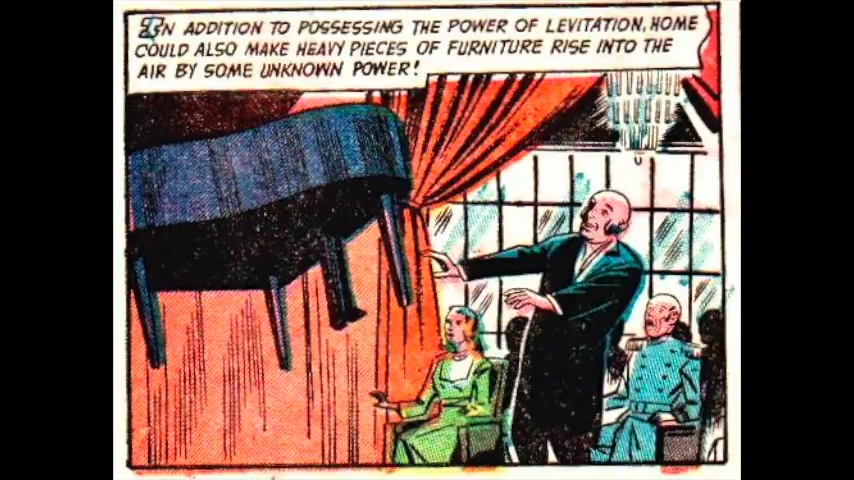 IN ADDITION TO POSSESSING THE POWER OF LEVITATION, HOME
COULD ALSO MAKE HEAVY PIECES OF FURNITURE RISE INTO THE
AIR BY SOME UNKNOWN POWER!